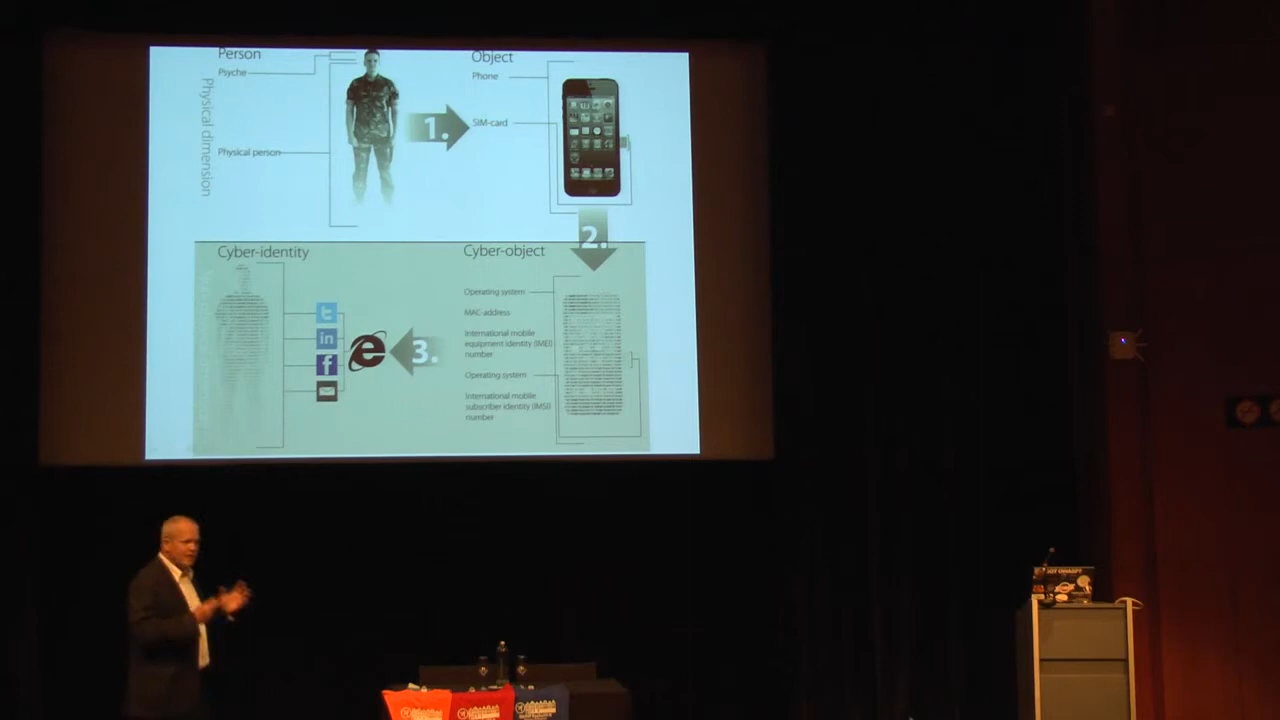 Person
Psyche
Physical person
Physical dimension
1.
Object
Phone
SIM-card
2.
Cyber-object
Operating system
MAC-address
International mobile
equipment identity (IMEI)
number
Operating system
International mobile
subscriber identity (IMSI)
number
3.
Cyber-identity
in
f